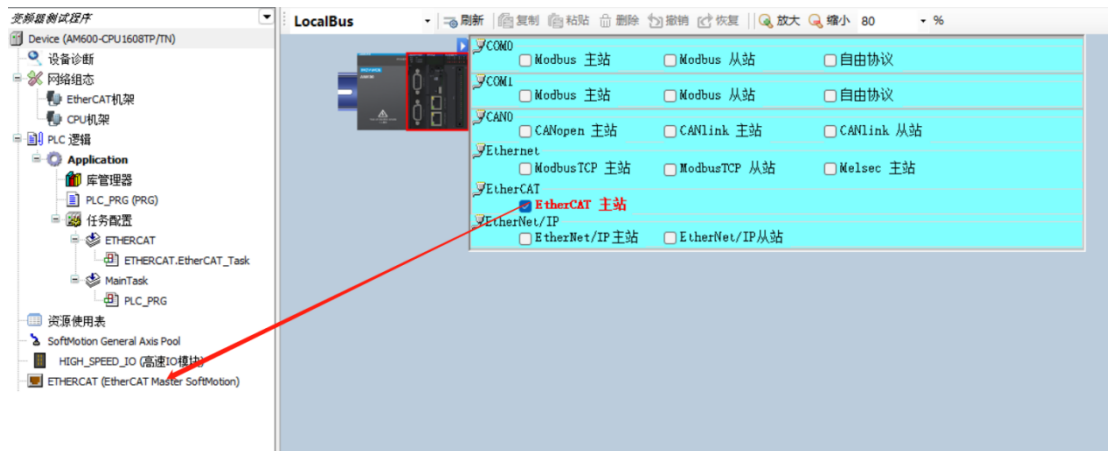 变频器测试程序
Device (AM600-CPU1608TP/TN)
设备诊断
网络组态
EtherCAT机架
CPU机架
PLC 逻辑
Application
库管理器
PLC_PRG (PRG)
任务配置
ETHERCAT
ETHERCAT.EtherCAT_Task
MainTask
PLC_PRG
资源使用表
SoftMotion General Axis Pool
HIGH_SPEED_IO (高速IO模块)
ETHERCAT (EtherCAT Master SoftMotion)
LocalBus 刷新 复制 粘贴 删除 撤销 恢复 放大 缩小 80 %
COM0
Modbus 主站 Modbus 从站 自由协议
COM1
Modbus 主站 Modbus 从站 自由协议
CAN0
CANopen 主站 CANlink 主站 CANlink 从站
Ethernet
ModbusTCP 主站 ModbusTCP 从站 Melsec 主站
EtherCAT
EtherCAT 主站
EtherNet/IP
EtherNet/IP主站 EtherNet/IP从站